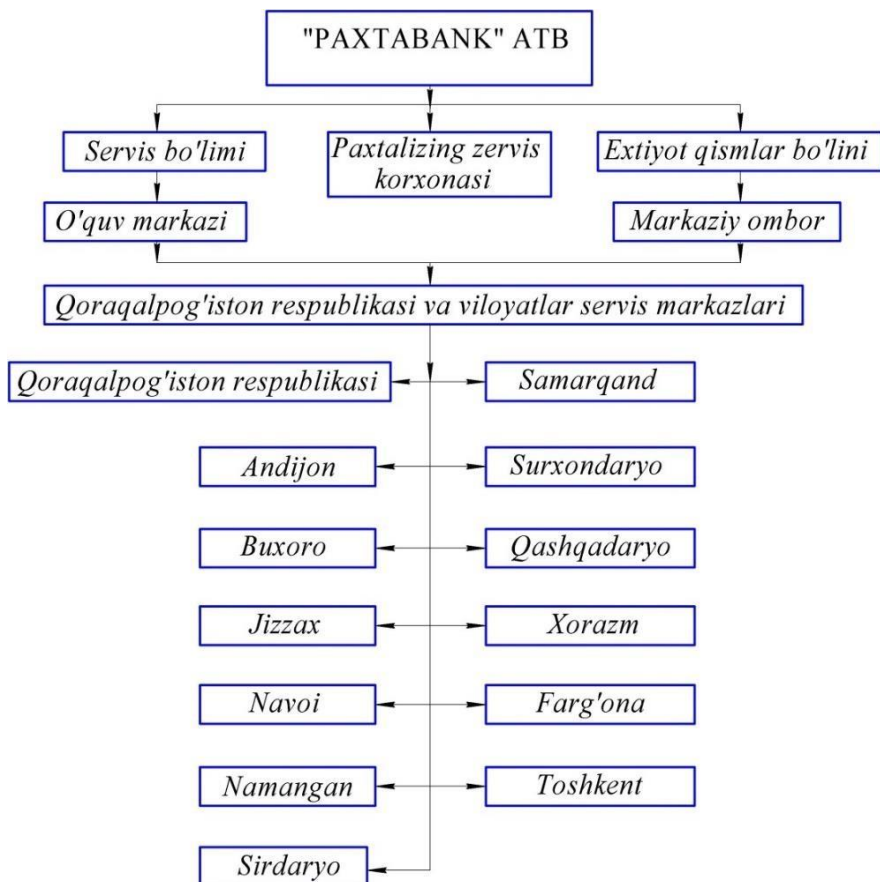 "PAXTABANK" ATB
Servis bo'limi
Paxtalizing zervis
korxonasi
Extiyot qismlar bo'lini
O'quv markazi
Markaziy ombor
Qoraqalpog'iston respublikasi va viloyatlar servis markazlari
Qoraqalpog'iston respublikasi
Samarqand
Andijon
Surxondaryo
Buxoro
Qashqadaryo
Jizzax
Xorazm
Navoi
Farg'ona
Namangan
Toshkent
Sirdaryo